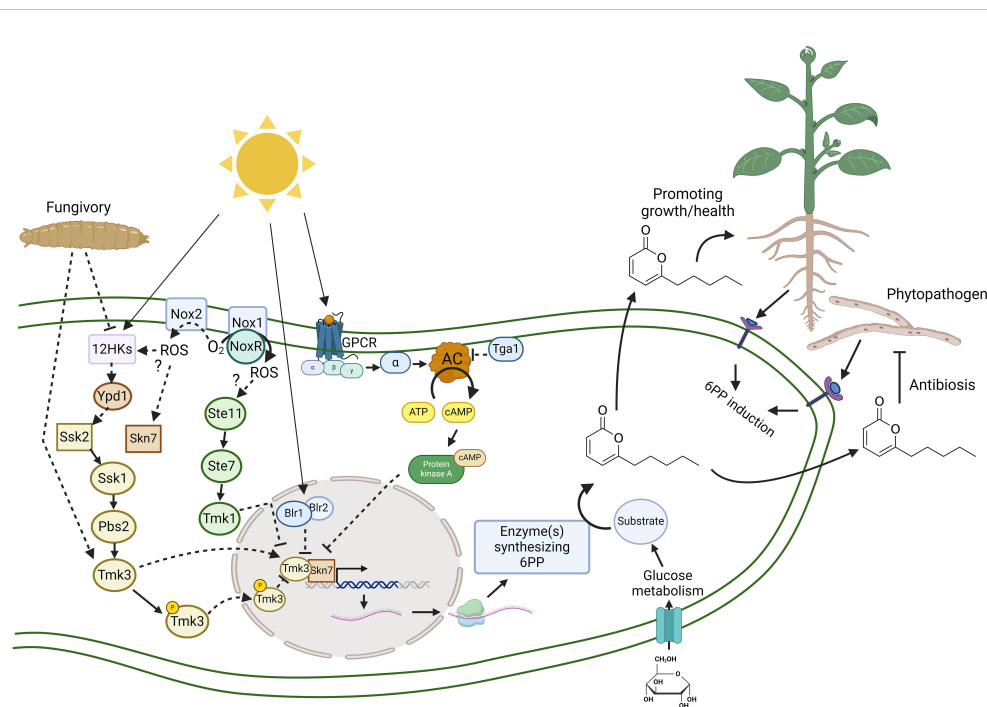 Fungivory
Promoting
growth/health
O
O
Phytopathogen
Nox2
Nox1
NoxR
O2
ROS
ROS
?
?
12HKs
Ypd1
Ssk2
Skn7
Ssk1
Pbs2
Tmk3
P
Tmk3
Ste11
Ste7
Tmk1
GPCR
α
β
γ
α
AC
Tga1
ATP
cAMP
Protein
kinase A
cAMP
Blr1
Blr2
Tmk3
Skn7
P
Tmk3
Enzyme(s)
synthesizing
6PP
Substrate
Glucose
metabolism
CH₂OH
O
OH
OH
OH
OH
O
O
6PP induction
Antibiosis
O
O